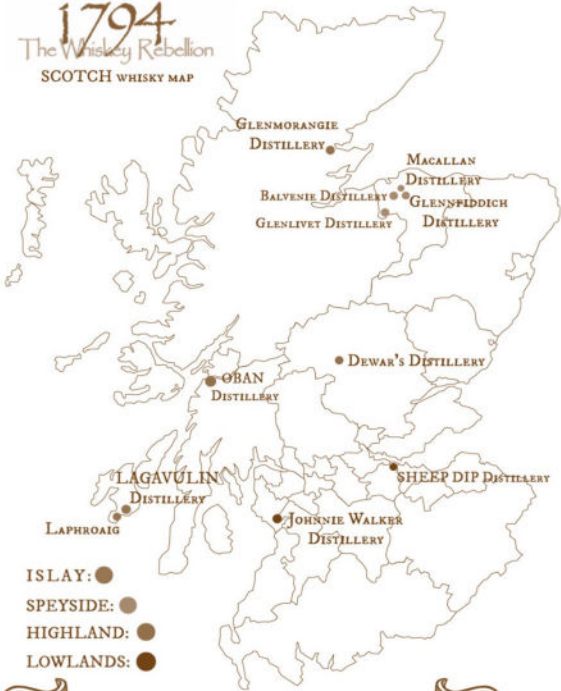 1794
The Whiskey Rebellion
SCOTCH WHISKY MAP
GLENMORANGIE
DISTILLERY
MACALLAN
DISTILLERY
BALVENIE DISTILLERY
GLENNFIDDICH
DISTILLERY
GLENLIVET DISTILLERY
DEWAR'S DISTILLERY
OBAN
DISTILLERY
SHEEP DIP DISTILLERY
LAGAVULIN
DISTILLERY
LAPHROAIG
JOHNNIE WALKER
DISTILLERY
ISLAY:
SPEYSIDE:
HIGHLAND:
LOWLANDS: